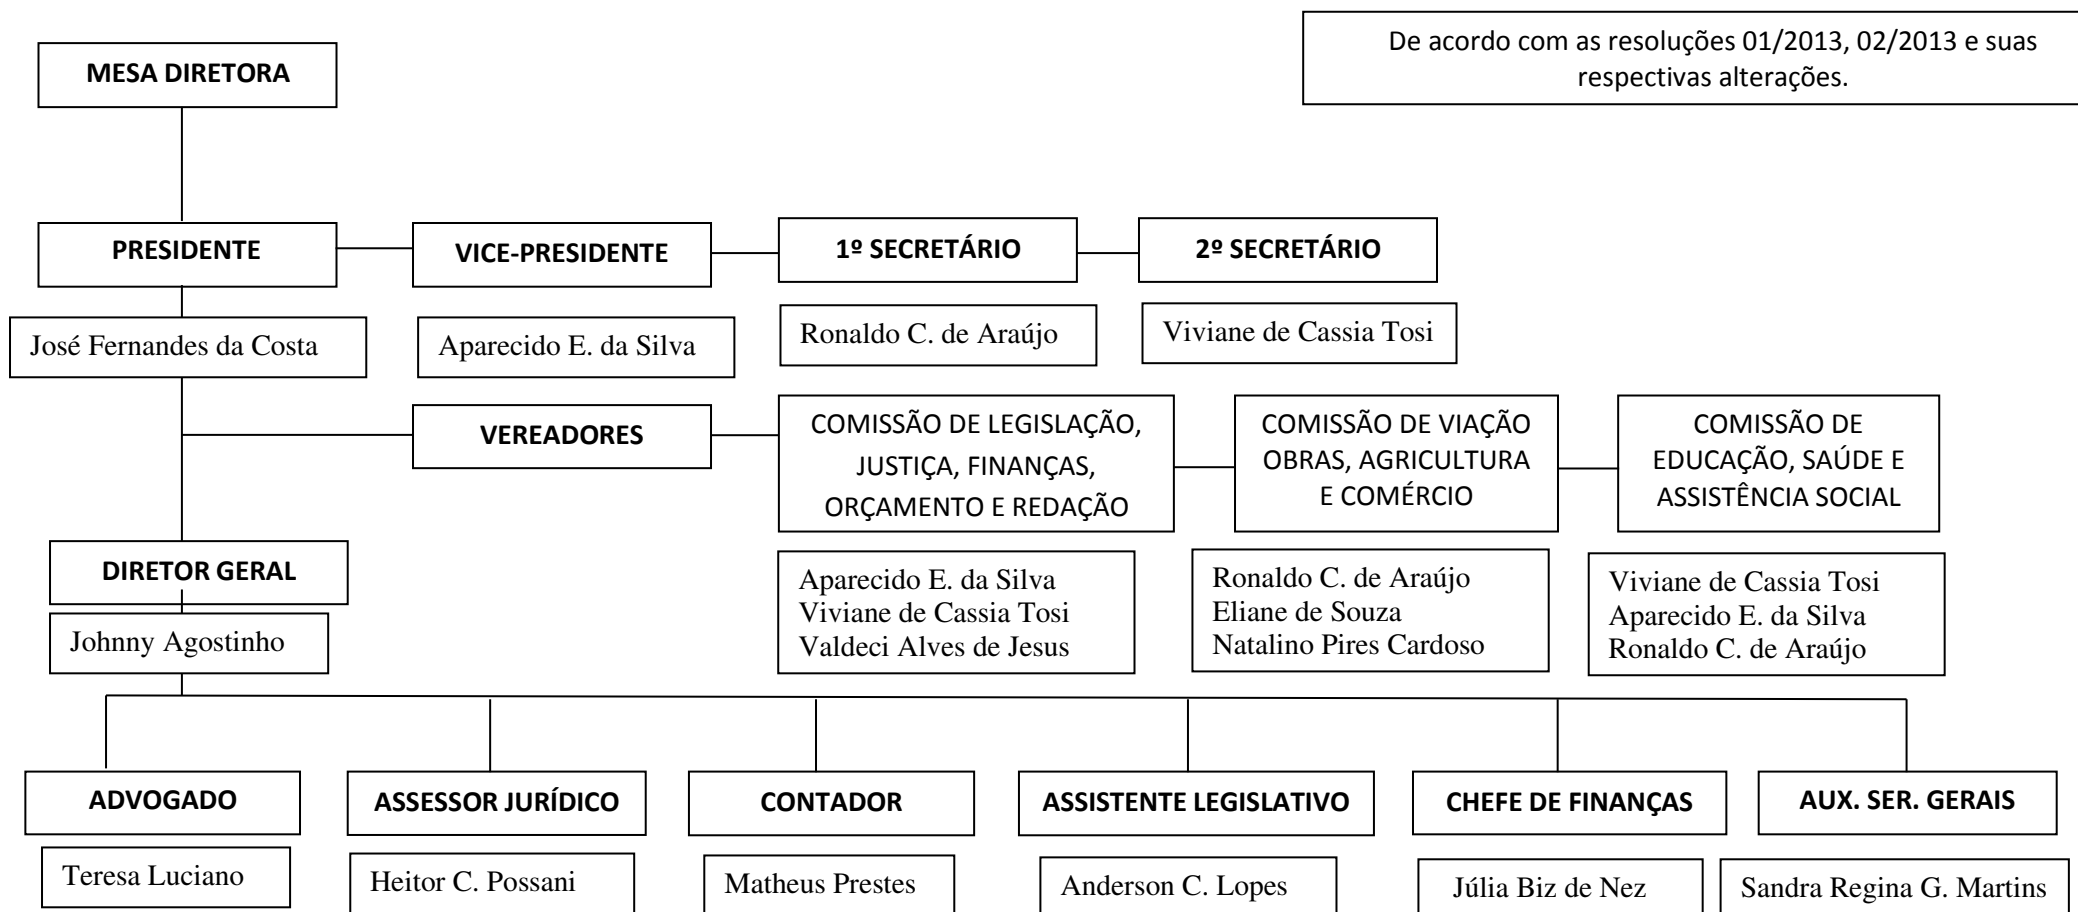 De acordo com as resoluções 01/2013, 02/2013 e suas
respectivas alterações.
MESA DIRETORA
PRESIDENTE
VICE-PRESIDENTE
1º SECRETÁRIO
2º SECRETÁRIO
José Fernandes da Costa
Aparecido E. da Silva
Ronaldo C. de Araújo
Viviane de Cassia Tosi
VEREADORES
COMISSÃO DE LEGISLAÇÃO,
JUSTIÇA, FINANÇAS,
ORÇAMENTO E REDAÇÃO
COMISSÃO DE VIAÇÃO
OBRAS, AGRICULTURA
E COMÉRCIO
COMISSÃO DE
EDUCAÇÃO, SAÚDE E
ASSISTÊNCIA SOCIAL
Aparecido E. da Silva
Viviane de Cassia Tosi
Valdeci Alves de Jesus
Ronaldo C. de Araújo
Eliane de Souza
Natalino Pires Cardoso
Viviane de Cassia Tosi
Aparecido E. da Silva
Ronaldo C. de Araújo
DIRETOR GERAL
Johnny Agostinho
ADVOGADO
ASSESSOR JURÍDICO
CONTADOR
ASSISTENTE LEGISLATIVO
CHEFE DE FINANÇAS
AUX. SER. GERAIS
Teresa Luciano
Heitor C. Possani
Matheus Prestes
Anderson C. Lopes
Júlia Biz de Nez
Sandra Regina G. Martins